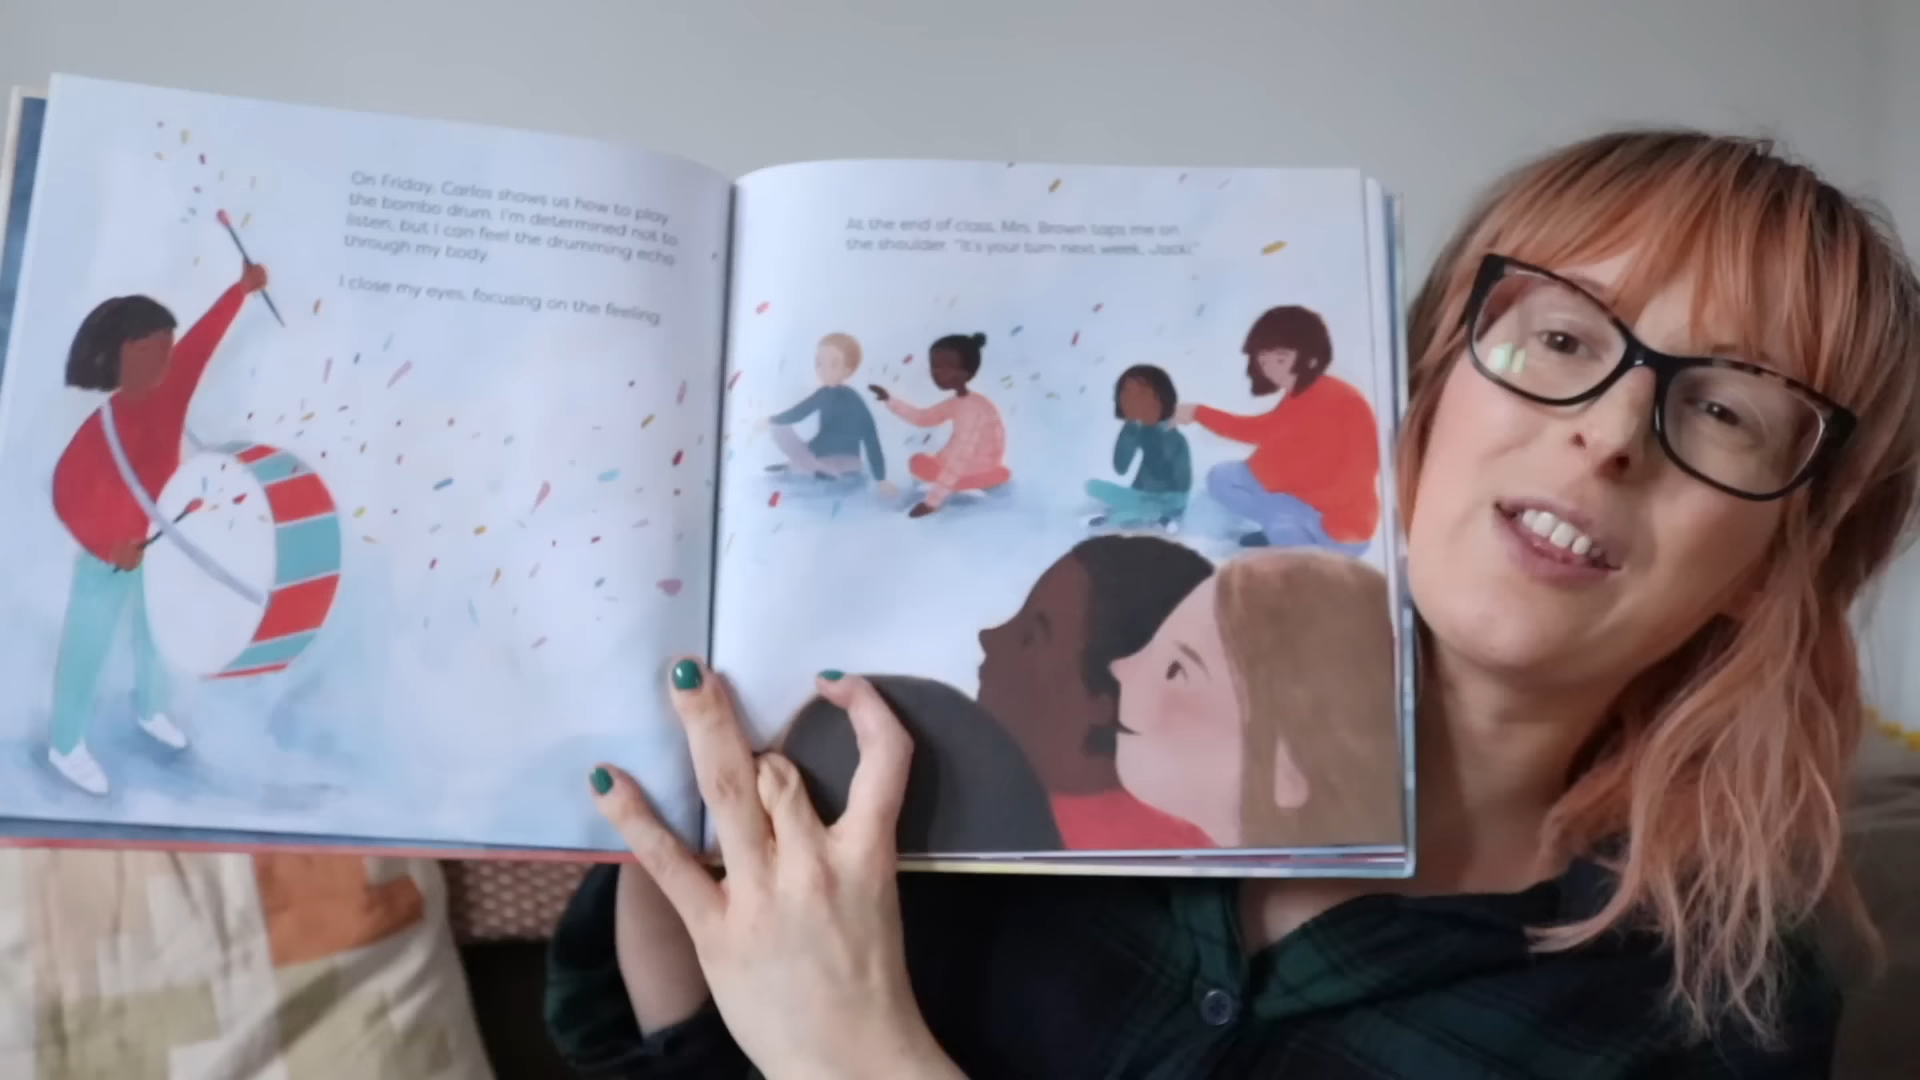 On Friday, Carlos shows us how to play
the bombo drum. I'm determined not to
listen, but I can feel the drumming echo
through my body.
I close my eyes, focusing on the feeling.
As the end of class, Mrs. Brown taps me on
the shoulder. "It's your turn next week, Jack."